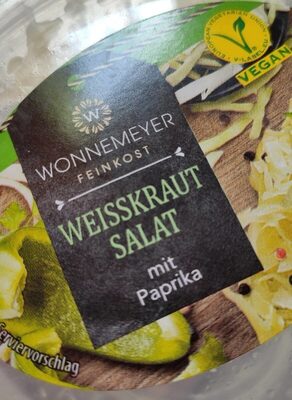 W
WONNEMEYER
FEINKOST
WEISSKRAUT
SALAT
mit
Paprika
Serviervorschlag
VEGAN